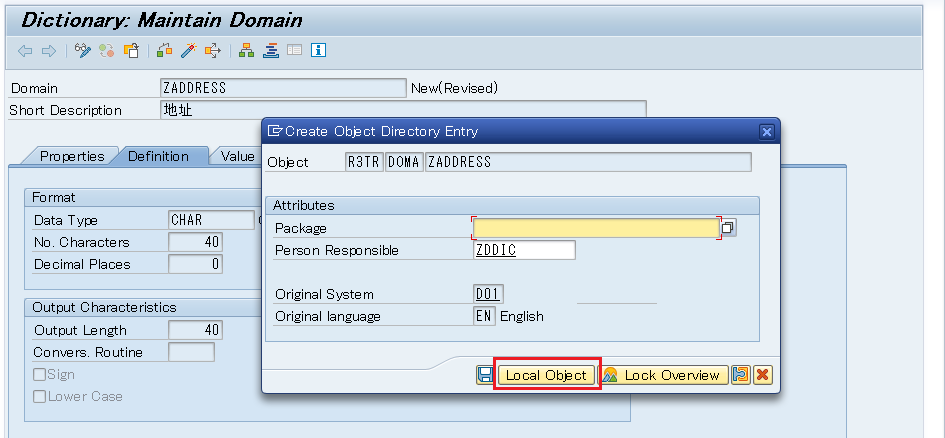 Dictionary: Maintain Domain
Domain ZADDRESS New(Revised)
Short Description 地址
Properties Definition Value
Format
Data Type CHAR
No. Characters 40
Decimal Places 0
Output Characteristics
Output Length 40
Convers. Routine
Sign
Lower Case
Create Object Directory Entry
Object R3TR DOMA ZADDRESS
Attributes
Package
Person Responsible ZDDIC
Original System D01
Original language EN English
Local Object Lock Overview